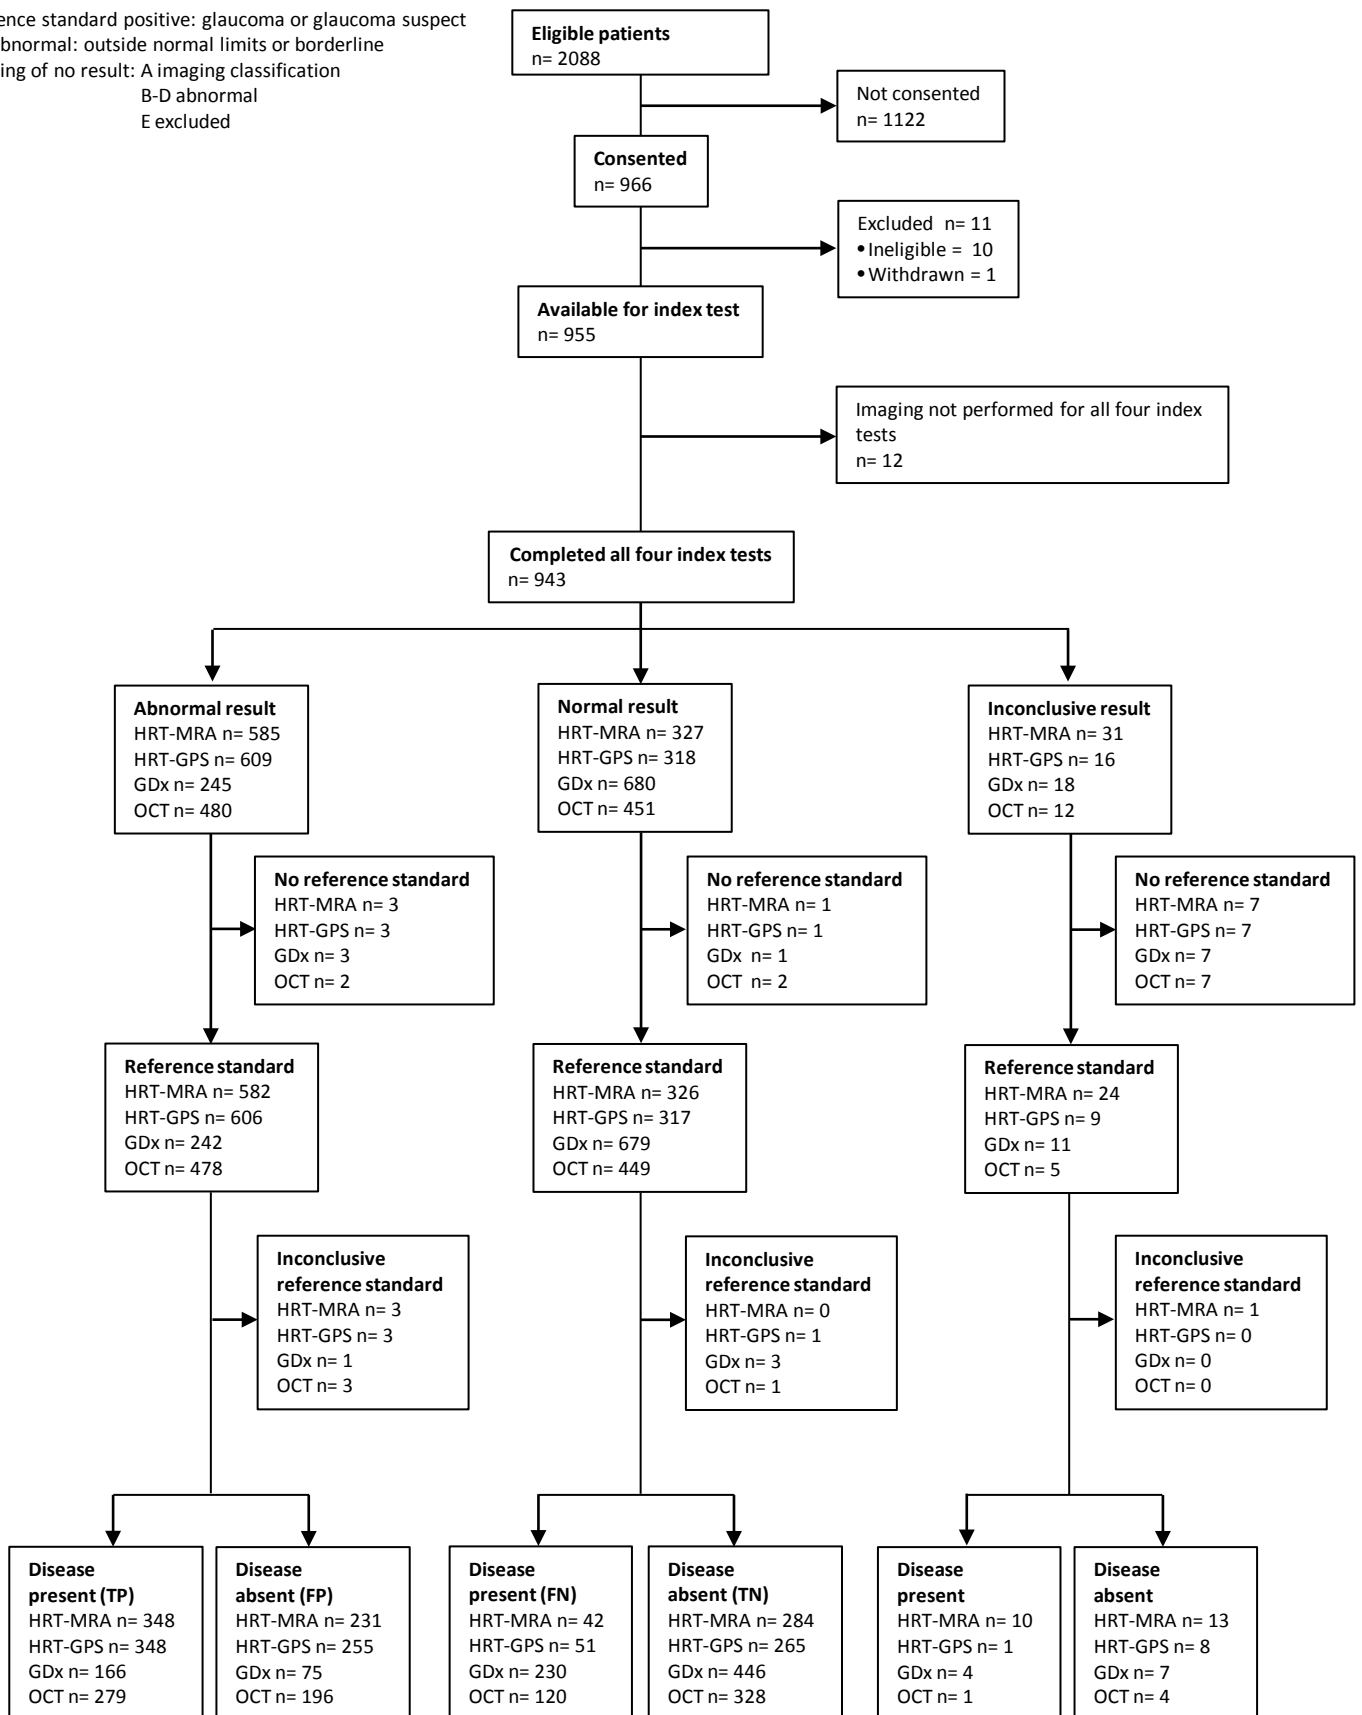 standard positive: glaucoma or glaucoma suspect
outside normal limits or borderline
of no result: A imaging classification
B-D abnormal
E excluded
Eligible patients
n= 2088
Not consented
n= 1122
Consented
n= 966
Excluded n= 11
• Ineligible = 10
• Withdrawn = 1
Available for index test
n= 955
Imaging not performed for all four index
tests
n= 12
Completed all four index tests
n= 943
Abnormal result
HRT-MRA n= 585
HRT-GPS n= 609
GDx n= 245
OCT n= 480
Normal result
HRT-MRA n= 327
HRT-GPS n= 318
GDx n= 680
OCT n= 451
Inconclusive result
HRT-MRA n= 31
HRT-GPS n= 16
GDx n= 18
OCT n= 12
No reference standard
HRT-MRA n= 3
HRT-GPS n= 3
GDx n= 3
OCT n= 2
No reference standard
HRT-MRA n= 1
HRT-GPS n= 1
GDx n= 1
OCT n= 2
No reference standard
HRT-MRA n= 7
HRT-GPS n= 7
GDx n= 7
OCT n= 7
Reference standard
HRT-MRA n= 582
HRT-GPS n= 606
GDx n= 242
OCT n= 478
Reference standard
HRT-MRA n= 326
HRT-GPS n= 317
GDx n= 679
OCT n= 449
Reference standard
HRT-MRA n= 24
HRT-GPS n= 9
GDx n= 11
OCT n= 5
Inconclusive
reference standard
HRT-MRA n= 3
HRT-GPS n= 3
GDx n= 1
OCT n= 3
Inconclusive
reference standard
HRT-MRA n= 0
HRT-GPS n= 1
GDx n= 3
OCT n= 1
Inconclusive
reference standard
HRT-MRA n= 1
HRT-GPS n= 0
GDx n= 0
OCT n= 0
Disease
present (TP)
HRT-MRA n= 348
HRT-GPS n= 348
GDx n= 166
OCT n= 279
Disease
absent (FP)
HRT-MRA n= 231
HRT-GPS n= 255
GDx n= 75
OCT n= 196
Disease
present (FN)
HRT-MRA n= 42
HRT-GPS n= 51
GDx n= 230
OCT n= 120
Disease
absent (TN)
HRT-MRA n= 284
HRT-GPS n= 265
GDx n= 446
OCT n= 328
Disease
present
HRT-MRA n= 10
HRT-GPS n= 1
GDx n= 4
OCT n= 1
Disease
absent
HRT-MRA n= 13
HRT-GPS n= 8
GDx n= 7
OCT n= 4